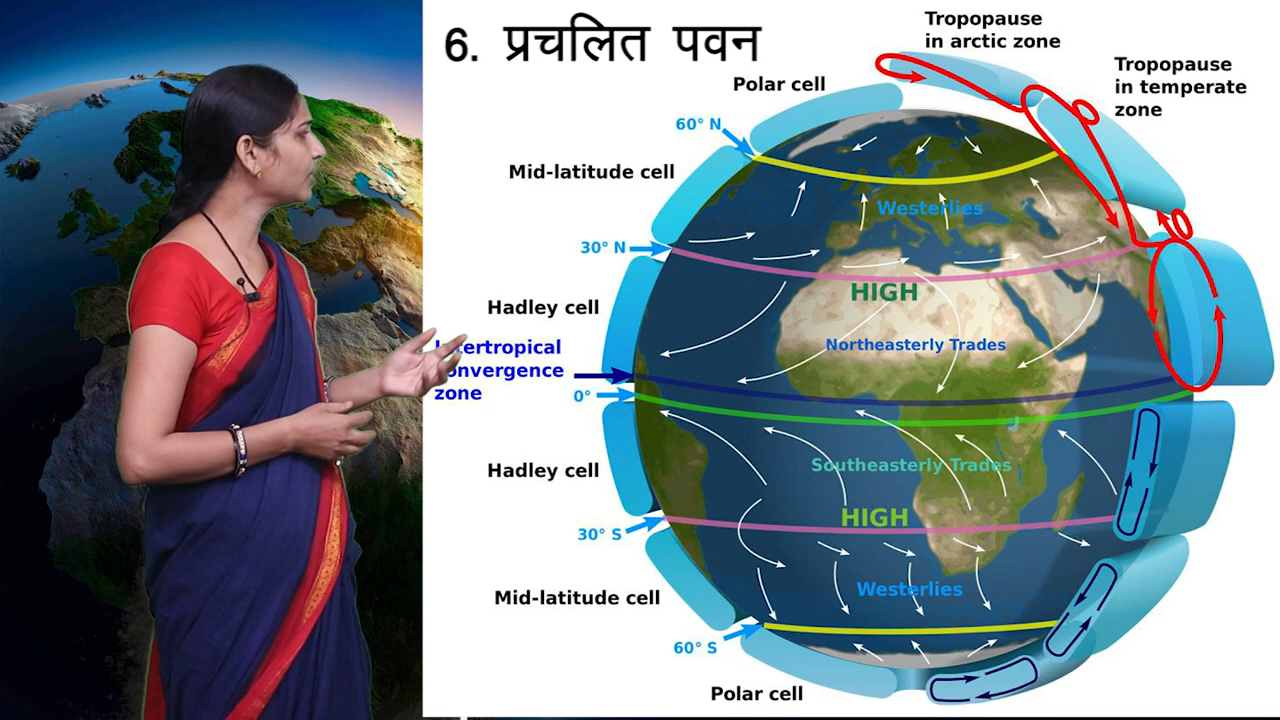 6. प्रचलित पवन
Tropopause
in arctic zone
Tropopause
in temperate
zone
Polar cell
60° N
Mid-latitude cell
Westerlies
30° N
HIGH
Hadley cell
Northeasterly Trades
Intertropical
convergence
zone
0°
Hadley cell
Southeasterly Trades
HIGH
30° S
Westerlies
Mid-latitude cell
60° S
Polar cell